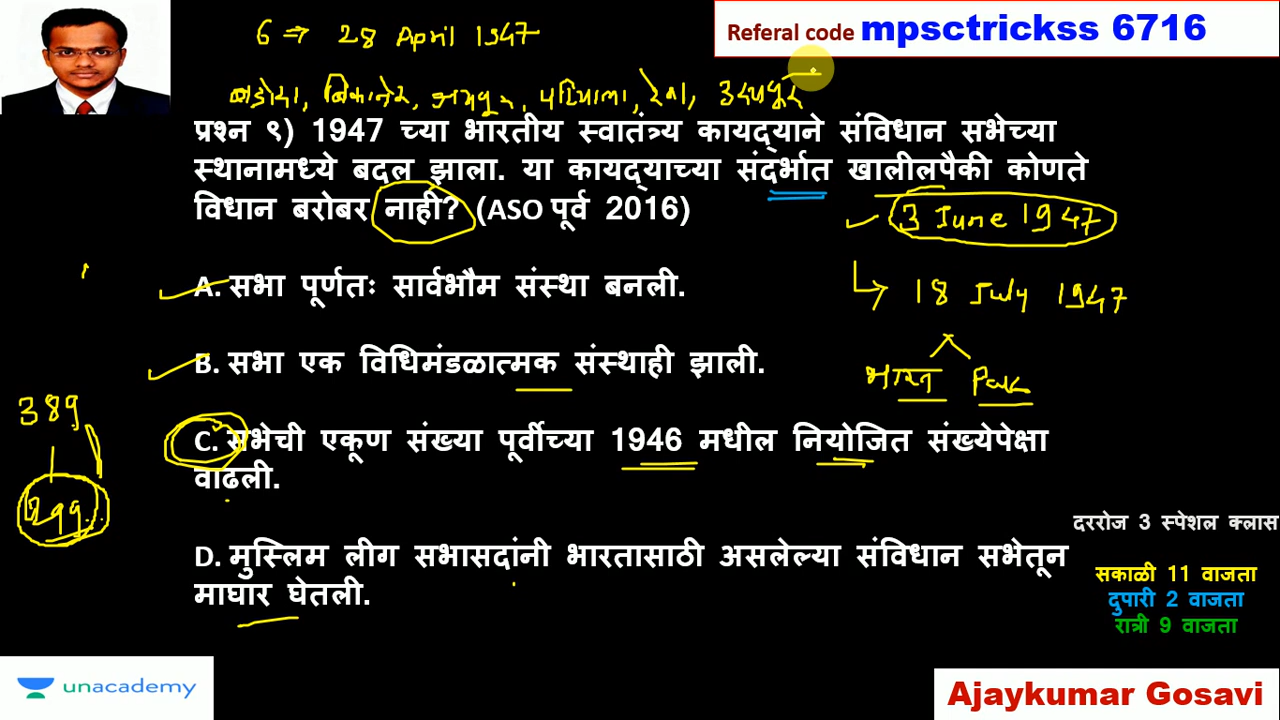 6 ⇒ 28 April 1947
Referal code mpsctrickss 6716
बडोदा, बिकानेर, जयपूर, पटियाला, रेवा, उदयपूर
प्रश्न ९) 1947 च्या भारतीय स्वातंत्र्य कायद्याने संविधान सभेच्या
स्थानामध्ये बदल झाला. या कायद्याच्या संदर्भात खालीलपैकी कोणते
विधान बरोबर नाही? (ASO पूर्व 2016)
3 June 1947
A. सभा पूर्णतः सार्वभौम संस्था बनली.
18 July 1947
B. सभा एक विधिमंडळात्मक संस्थाही झाली.
भारत Pak
389
C. सभेची एकूण संख्या पूर्वीच्या 1946 मधील नियोजित संख्येपेक्षा
वाढली.
299
दररोज 3 स्पेशल क्लास
D. मुस्लिम लीग सभासदांनी भारतासाठी असलेल्या संविधान सभेतून
माघार घेतली.
सकाळी 11 वाजता
दुपारी 2 वाजता
रात्री 9 वाजता
unacademy
Ajaykumar Gosavi